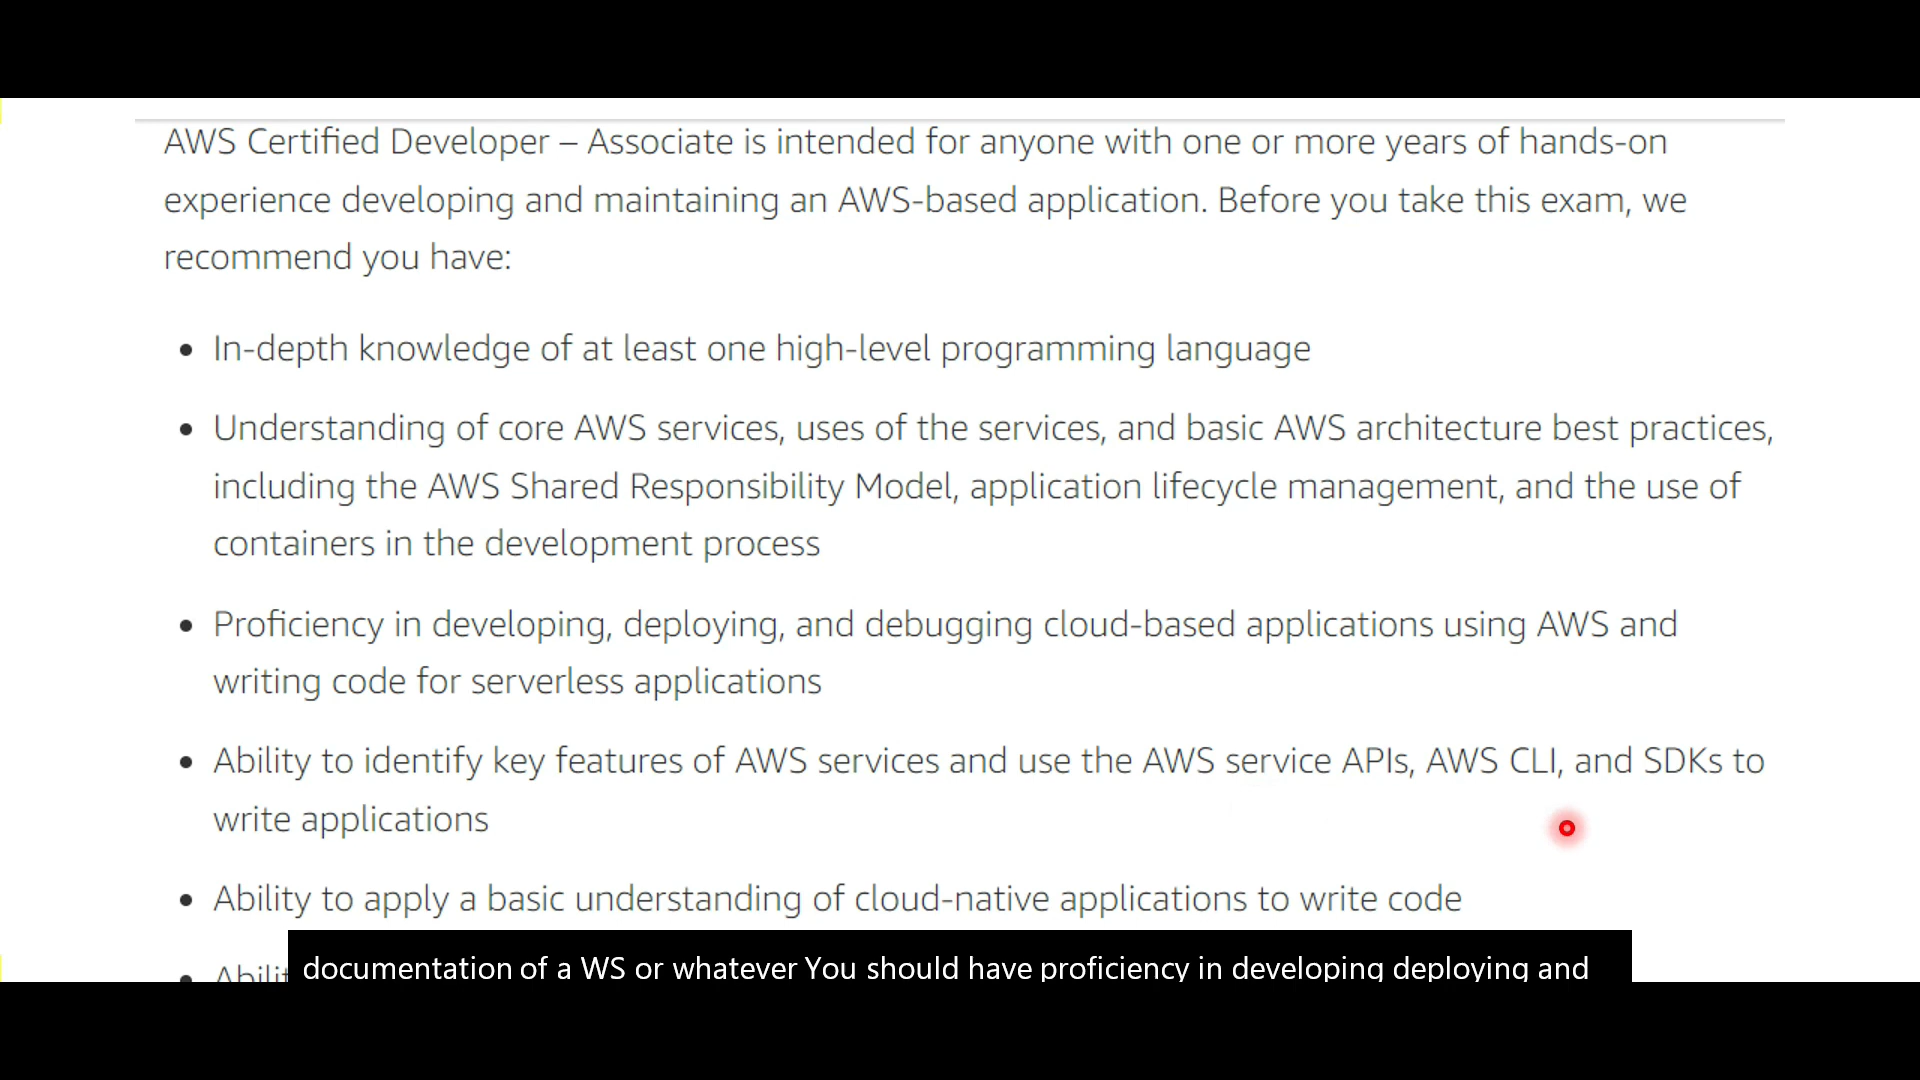 AWS Certified Developer – Associate is intended for anyone with one or more years of hands-on
experience developing and maintaining an AWS-based application. Before you take this exam, we
recommend you have:
• In-depth knowledge of at least one high-level programming language
• Understanding of core AWS services, uses of the services, and basic AWS architecture best practices,
including the AWS Shared Responsibility Model, application lifecycle management, and the use of
containers in the development process
• Proficiency in developing, deploying, and debugging cloud-based applications using AWS and
writing code for serverless applications
• Ability to identify key features of AWS services and use the AWS service APIs, AWS CLI, and SDKs to
write applications
• Ability to apply a basic understanding of cloud-native applications to write code
documentation of a WS or whatever You should have proficiency in developing deploying and